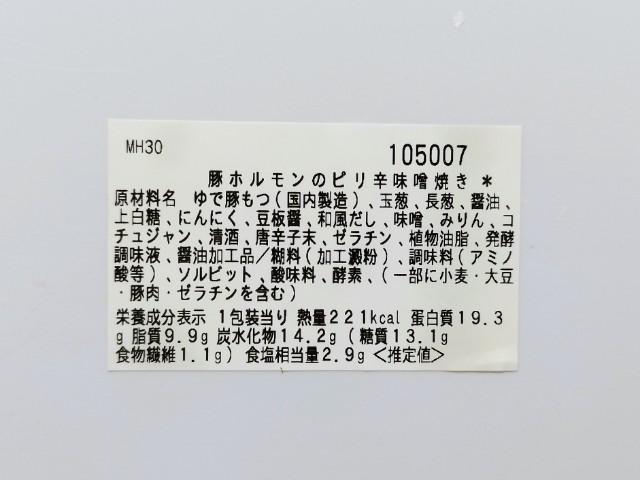 MH30
105007
豚ホルモンのピリ辛味噌焼き＊
原材料名 ゆで豚もつ(国内製造)、玉葱、長葱、醤油、
上白糖、にんにく、豆板醤、和風だし、味噌、みりん、コ
チュジャン、清酒、唐辛子末、ゼラチン、植物油脂、発酵
調味液、醤油加工品／糊料(加工澱粉)、調味料(アミノ
酸等)、ソルビット、酸味料、酵素、(一部に小麦・大豆
・豚肉・ゼラチンを含む)
栄養成分表示 1包装当り 熱量221kcal 蛋白質19.3
g 脂質9.9g 炭水化物14.2g(糖質13.1g
食物繊維1.1g) 食塩相当量2.9g＜推定値＞